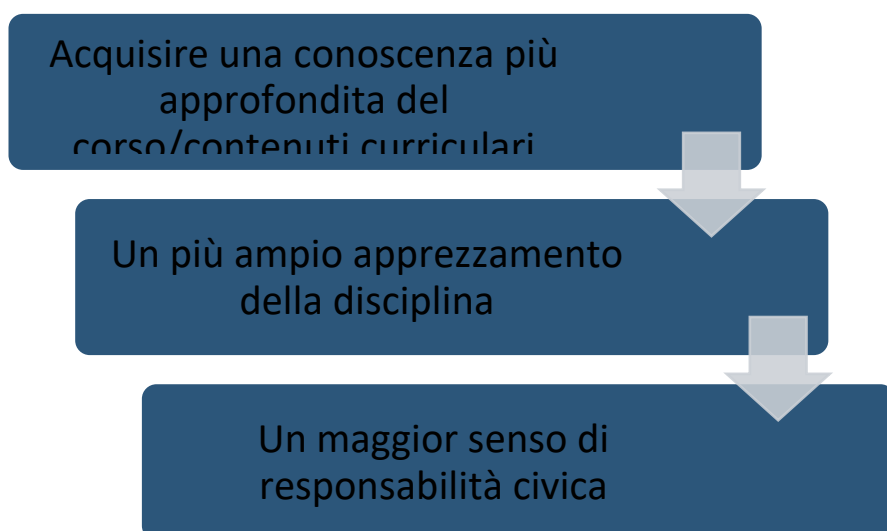 Acquisire una conoscenza più
approfondita del
corso/contenuti curriculari
Un più ampio apprezzamento
della disciplina
Un maggior senso di
responsabilità civica